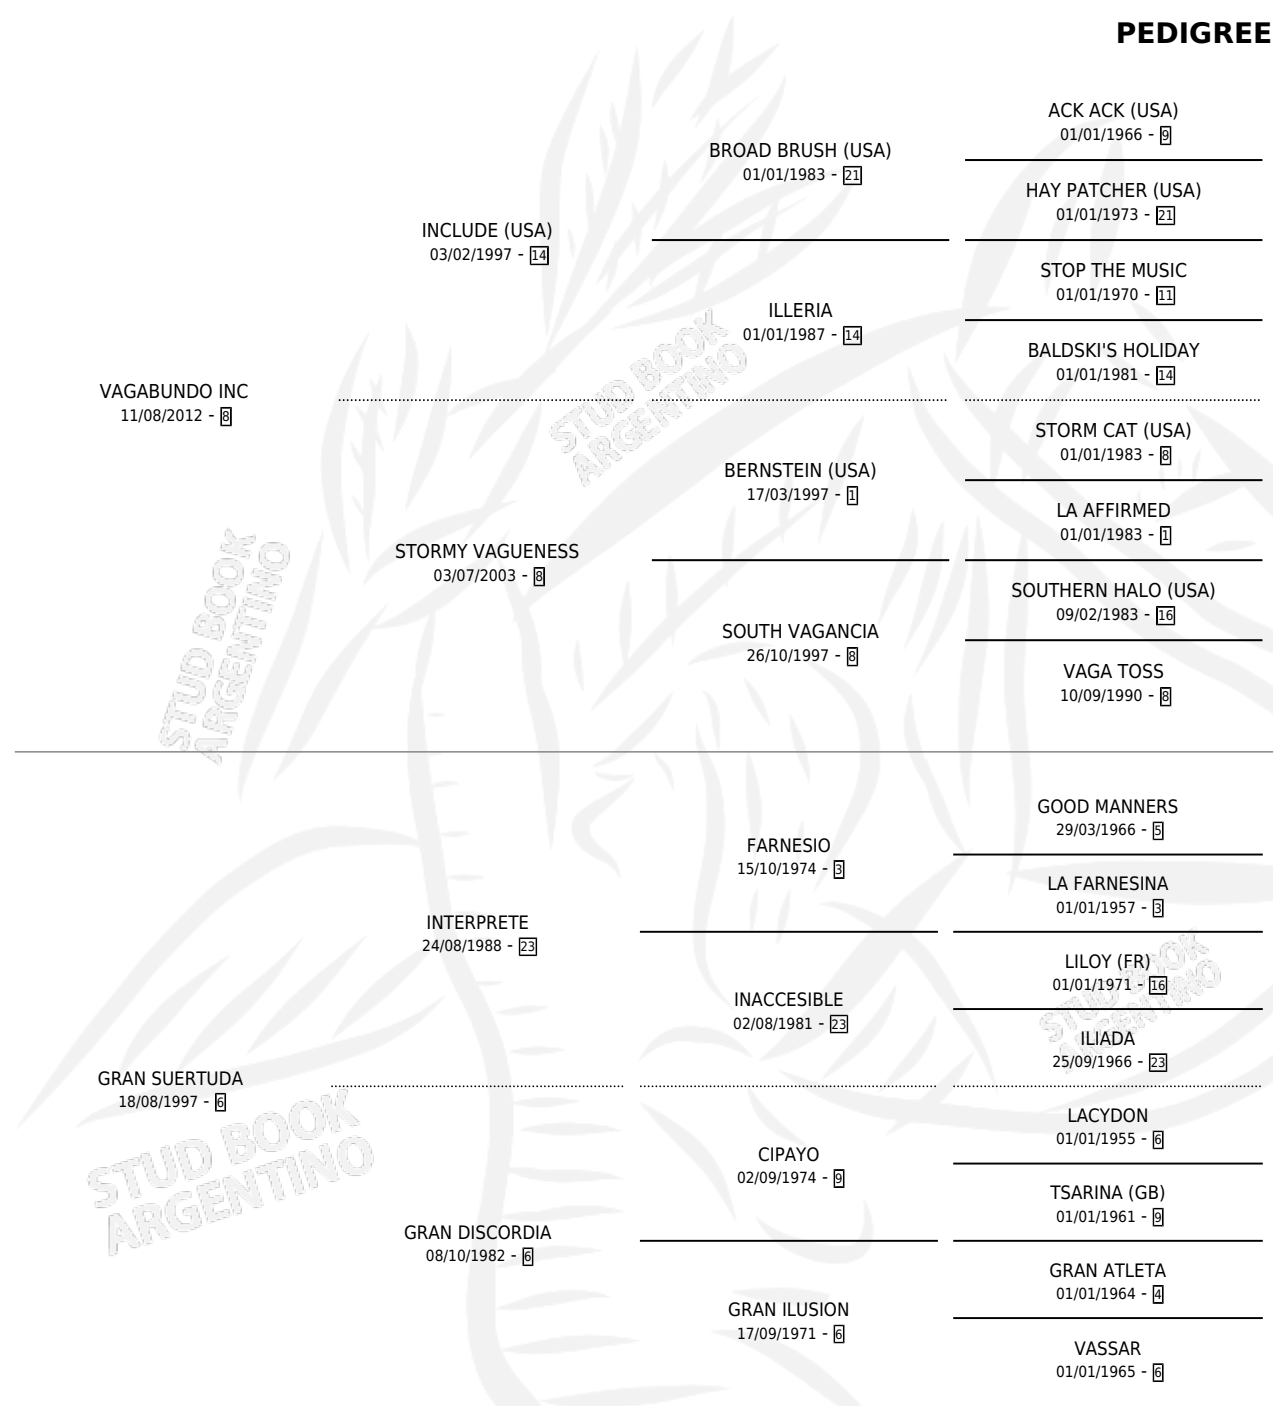 PEDIGREE
ACK ACK (USA)
01/01/1966 - 9
BROAD BRUSH (USA)
01/01/1983 - 21
HAY PATCHER (USA)
01/01/1973 - 21
INCLUDE (USA)
03/02/1997 - 14
STOP THE MUSIC
01/01/1970 - 11
ILLERIA
01/01/1987 - 14
BALDSKI'S HOLIDAY
01/01/1981 - 14
VAGABUNDO INC
11/08/2012 - 8
STORM CAT (USA)
01/01/1983 - 8
BERNSTEIN (USA)
17/03/1997 - 1
LA AFFIRMED
01/01/1983 - 1
STORMY VAGUENESS
03/07/2003 - 8
SOUTHERN HALO (USA)
09/02/1983 - 16
SOUTH VAGANCIA
26/10/1997 - 8
VAGA TOSS
10/09/1990 - 8
GOOD MANNERS
29/03/1966 - 5
FARNESIO
15/10/1974 - 3
LA FARNESINA
01/01/1957 - 3
INTERPRETE
24/08/1988 - 23
LILOY (FR)
01/01/1971 - 16
INACCESIBLE
02/08/1981 - 23
ILIADA
25/09/1966 - 23
GRAN SUERTUDA
18/08/1997 - 6
LACYDON
01/01/1955 - 6
CIPAYO
02/09/1974 - 9
TSARINA (GB)
01/01/1961 - 9
GRAN DISCORDIA
08/10/1982 - 6
GRAN ATLETA
01/01/1964 - 4
GRAN ILUSION
17/09/1971 - 6
VASSAR
01/01/1965 - 6
STUD BOOK
ARGENTINO
STUD BOOK
ARGENTINO
STUD BOOK
ARGENTINO
STUD BOOK
ARGENTINO